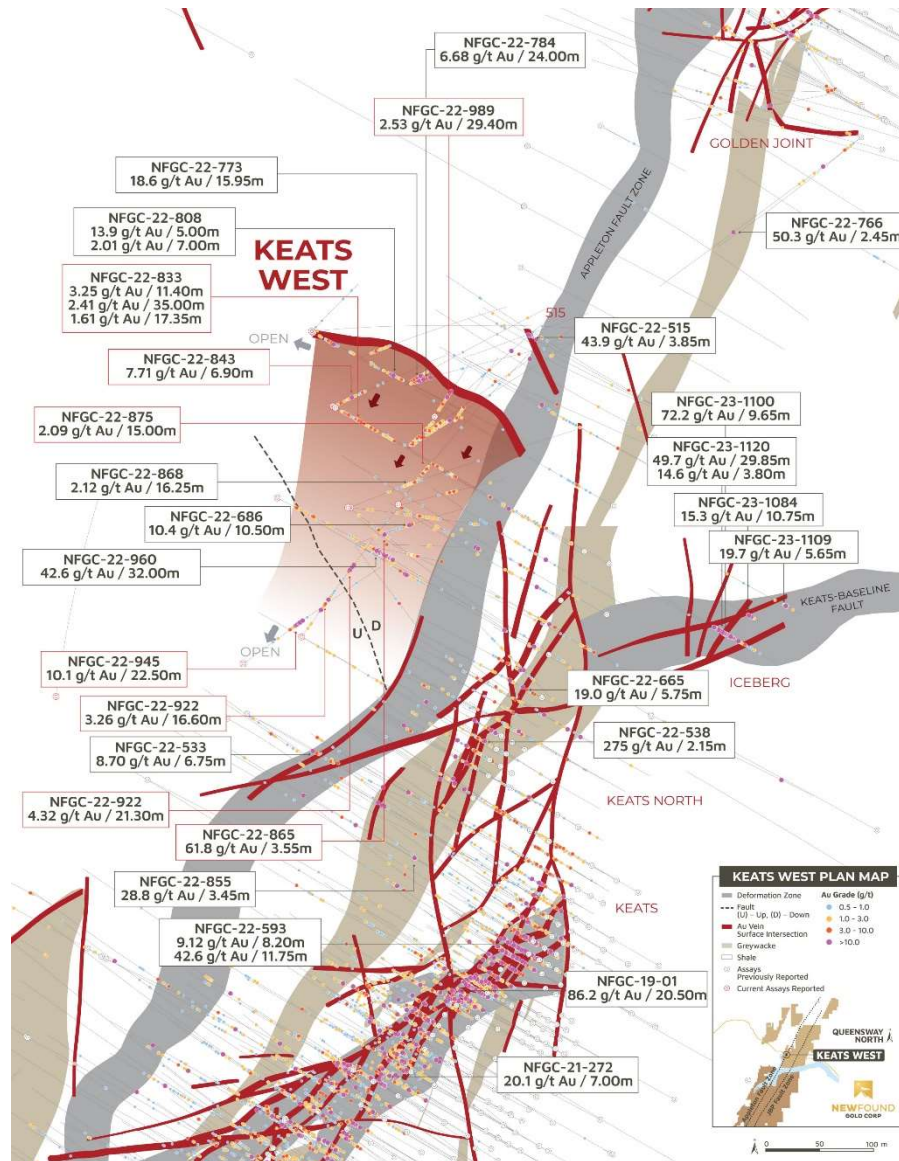 NFGC-22-784
6.68 g/t Au / 24.00m
NFGC-22-989
2.53 g/t Au / 29.40m
GOLDEN JOINT
NFGC-22-773
18.6 g/t Au / 15.95m
APPLETON FAULT ZONE
NFGC-22-766
50.3 g/t Au / 2.45m
NFGC-22-808
13.9 g/t Au / 5.00m
2.01 g/t Au / 7.00m
KEATS
WEST
NFGC-22-833
3.25 g/t Au / 11.40m
2.41 g/t Au / 35.00m
1.61 g/t Au / 17.35m
515
OPEN
NFGC-22-515
43.9 g/t Au / 3.85m
NFGC-22-843
7.71 g/t Au / 6.90m
NFGC-23-1100
72.2 g/t Au / 9.65m
NFGC-22-875
2.09 g/t Au / 15.00m
NFGC-23-1120
49.7 g/t Au / 29.85m
14.6 g/t Au / 3.80m
NFGC-22-868
2.12 g/t Au / 16.25m
NFGC-23-1084
15.3 g/t Au / 10.75m
NFGC-22-686
10.4 g/t Au / 10.50m
NFGC-23-1109
19.7 g/t Au / 5.65m
NFGC-22-960
42.6 g/t Au / 32.00m
KEATS-BASELINE
FAULT
U D
OPEN
NFGC-22-945
10.1 g/t Au / 22.50m
ICEBERG
NFGC-22-665
19.0 g/t Au / 5.75m
NFGC-22-922
3.26 g/t Au / 16.60m
NFGC-22-538
275 g/t Au / 2.15m
NFGC-22-533
8.70 g/t Au / 6.75m
NFGC-22-922
4.32 g/t Au / 21.30m
KEATS NORTH
NFGC-22-865
61.8 g/t Au / 3.55m
NFGC-22-855
28.8 g/t Au / 3.45m
KEATS
NFGC-22-593
9.12 g/t Au / 8.20m
42.6 g/t Au / 11.75m
NFGC-19-01
86.2 g/t Au / 20.50m
NFGC-21-272
20.1 g/t Au / 7.00m
KEATS WEST PLAN MAP
Deformation Zone
Fault
(U) - Up, (D) - Down
Au Vein
Surface Intersection
Greywacke
Shale
Assays
Previously Reported
Current Assays Reported
Au Grade (g/t)
0.5 - 1.0
1.0 - 3.0
3.0 - 10.0
>10.0
QUEENSWAY
NORTH
KEATS WEST
Appleton Fault Zone
JBP Fault Zone
NEWFOUND
GOLD CORP
0 50 100 m